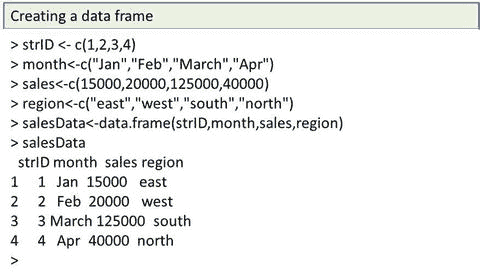 Creating a data frame
> strID <- c(1,2,3,4)
> month<-c("Jan","Feb","March","Apr")
> sales<-c(15000,20000,125000,40000)
> region<-c("east","west","south","north")
> salesData<-data.frame(strID,month,sales,region)
> salesData
strID month sales region
1 1 Jan 15000 east
2 2 Feb 20000 west
3 3 March 125000 south
4 4 Apr 40000 north
>